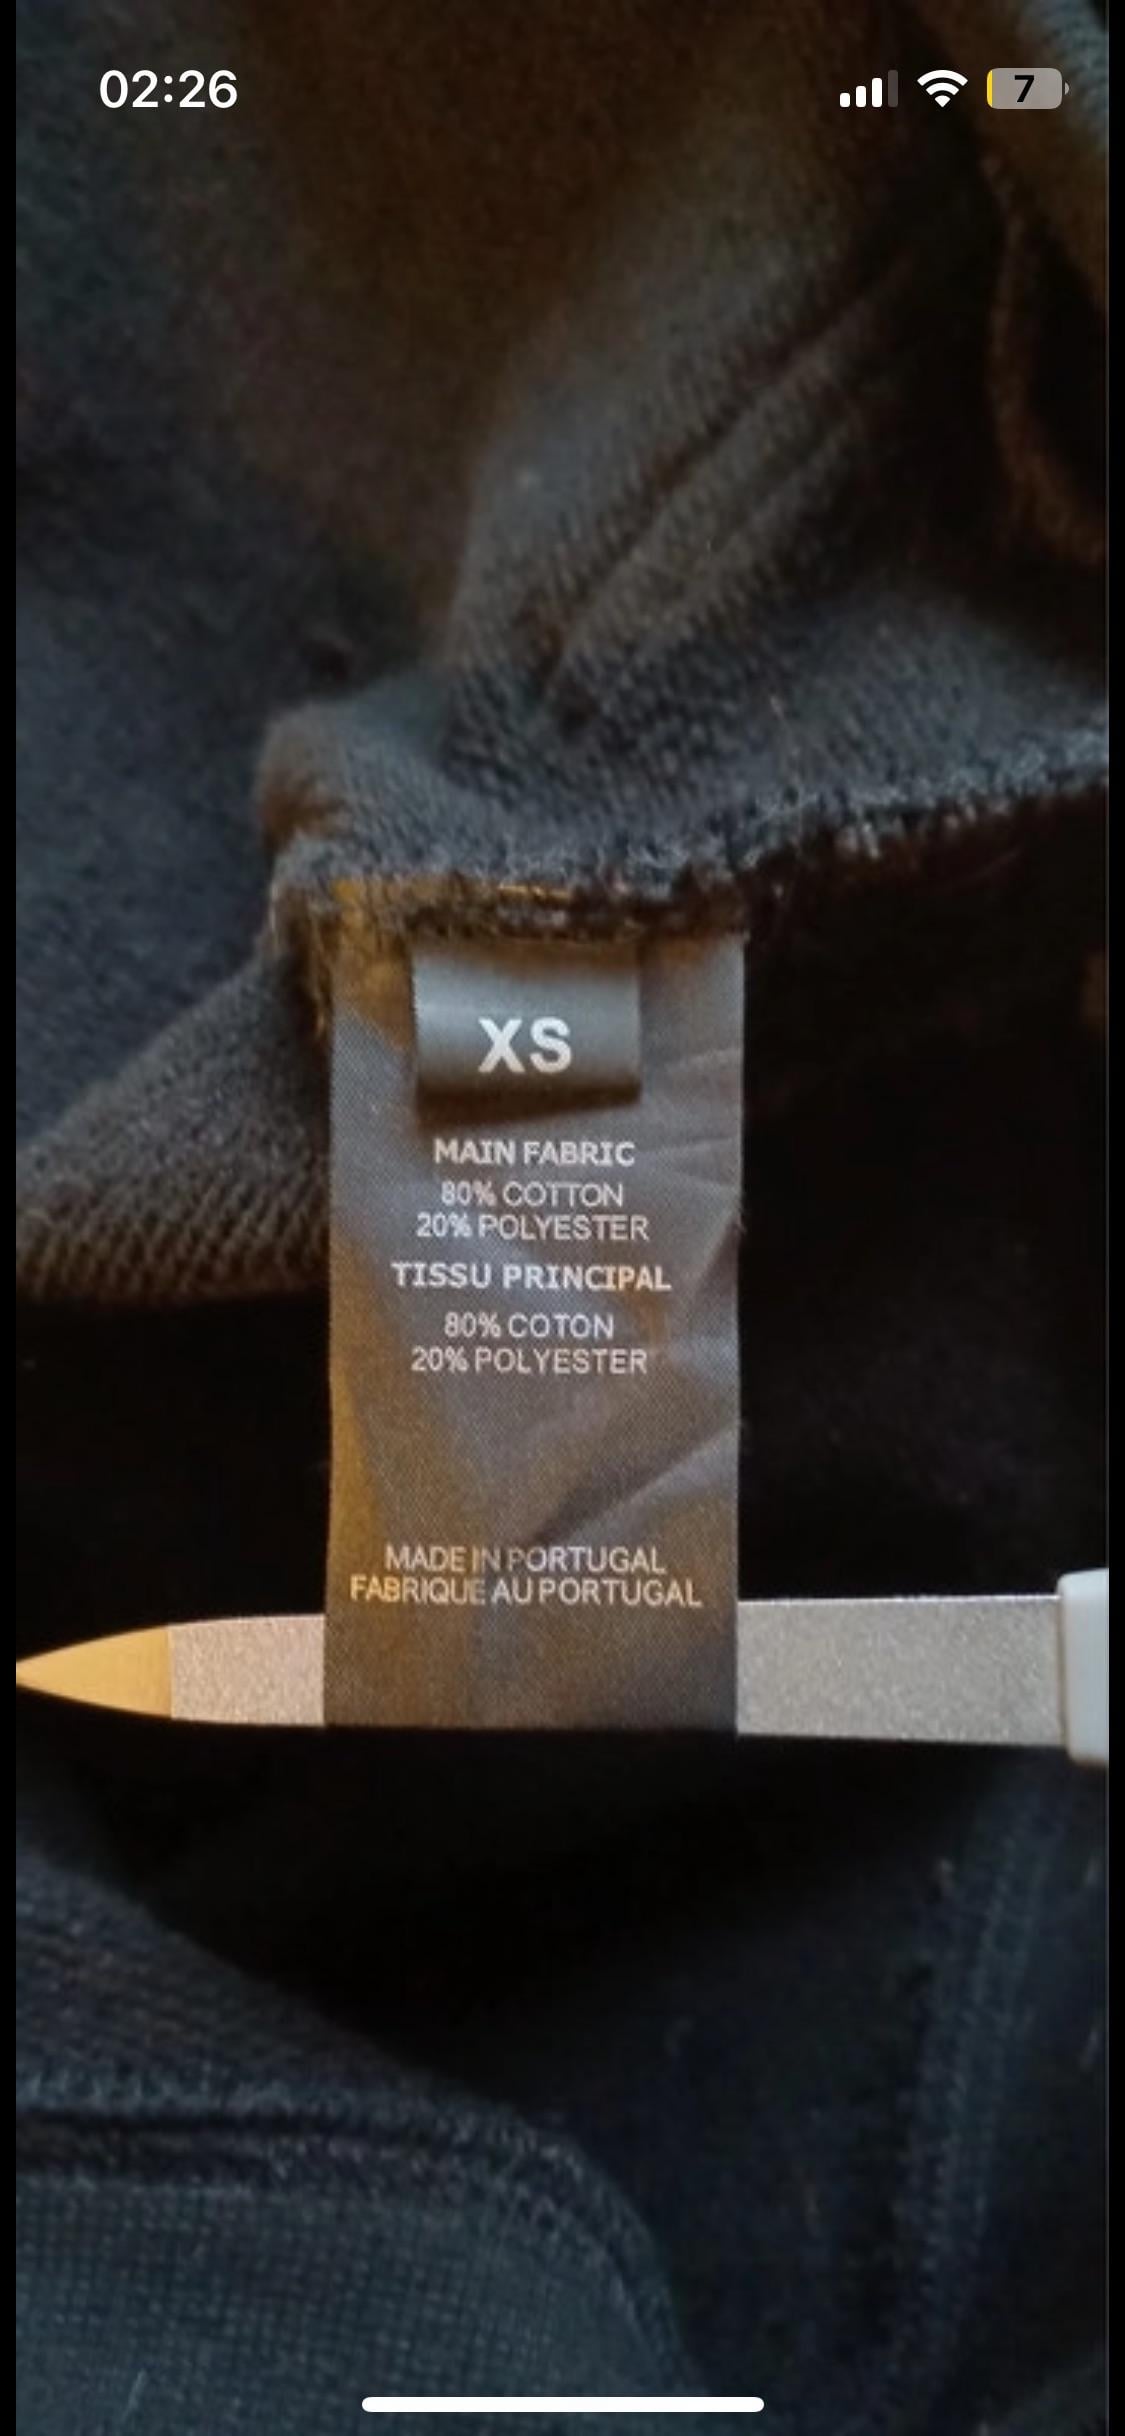 02:26
7
XS
MAIN FABRIC
80% COTTON
20% POLYESTER
TISSU PRINCIPAL
80% COTON
20% POLYESTER
MADE IN PORTUGAL
FABRIQUE AU PORTUGAL